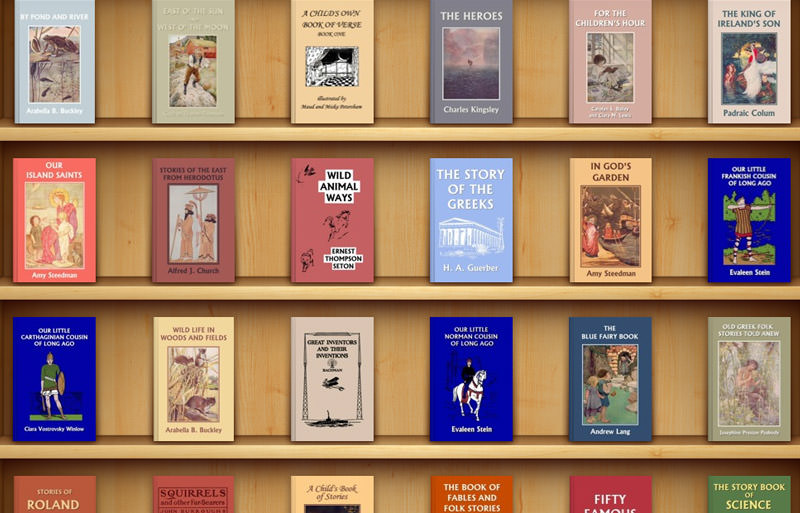 BY POND AND RIVER
Arabella B. Buckley
EAST O' THE SUN
WEST O' THE MOON
A CHILD'S OWN
BOOK OF VERSE
BOOK ONE
illustrated by
Maud and Miska Petersham
THE HEROES
Charles Kingsley
FOR THE
CHILDREN'S HOUR
Carolyn S. Bailey
and Clara M. Lewis
THE KING OF
IRELAND'S SON
Padraic Colum
OUR
ISLAND SAINTS
Amy Steedman
STORIES OF THE EAST
FROM HERODOTUS
Alfred J. Church
WILD
ANIMAL
WAYS
ERNEST
THOMPSON
SETON
THE STORY
OF THE
GREEKS
H. A. Guerber
IN GOD'S
GARDEN
Amy Steedman
OUR LITTLE
FRANKISH COUSIN
OF LONG AGO
Evaleen Stein
OUR LITTLE
CARTHAGINIAN COUSIN
OF LONG AGO
Clara Vostrovsky Winlow
WILD LIFE IN
WOODS AND FIELDS
Arabella B. Buckley
GREAT INVENTORS
AND THEIR
INVENTIONS
BACHMAN
OUR LITTLE
NORMAN COUSIN
OF LONG AGO
Evaleen Stein
THE
BLUE FAIRY BOOK
Andrew Lang
OLD GREEK FOLK
STORIES TOLD ANEW
Josephine Preston Peabody
STORIES OF
ROLAND
SQUIRRELS
and other Fur-Bearers
JOHN BURROUGHS
A Child's Book
of Stories
THE BOOK OF
FABLES AND
FOLK STORIES
FIFTY
FAMOUS
THE STORY BOOK
OF
SCIENCE